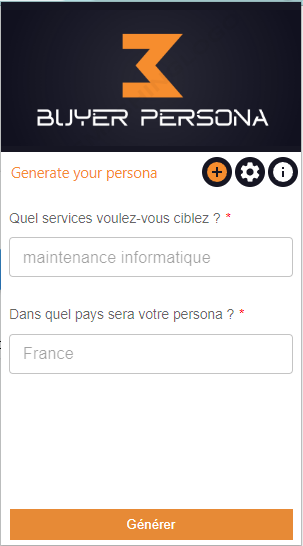 BUYER PERSONA
Generate your persona
Quel services voulez-vous ciblez ? *
maintenance informatique
Dans quel pays sera votre persona ? *
France
Générer